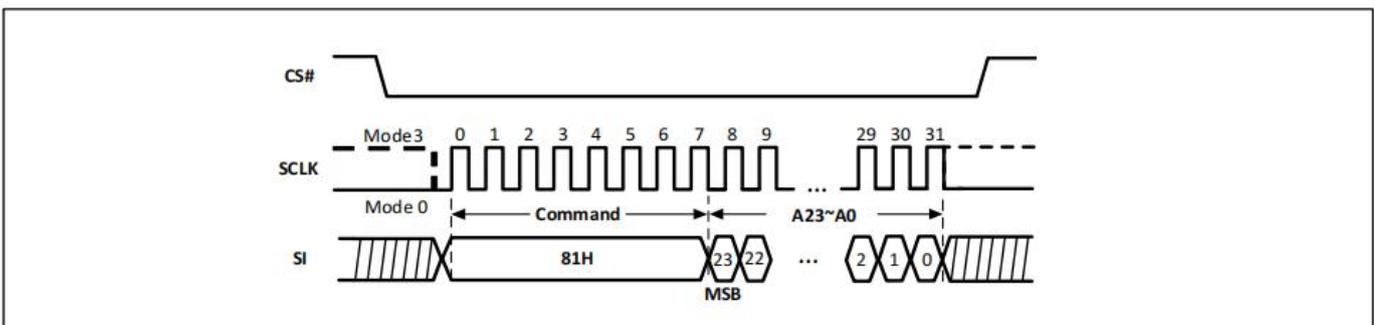 CS#
Mode3 0 1 2 3 4 5 6 7 8 9 29 30 31
SCLK ...
Mode 0 Command A23~A0
SI 81H 23 22 ... 2 1 0
MSB